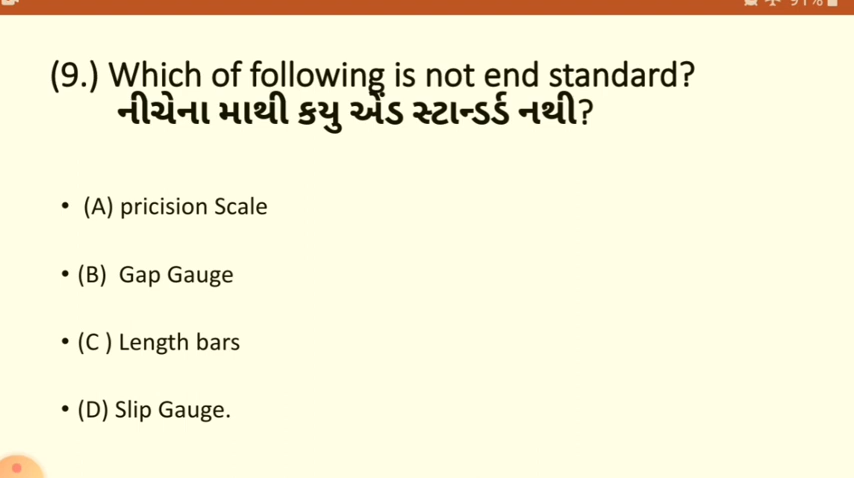 91%
(9.) Which of following is not end standard?
નીચેના માથી કયુ ઍંડ સ્ટાન્ડર્ડ નથી?
• (A) pricision Scale
• (B) Gap Gauge
• (C ) Length bars
• (D) Slip Gauge.